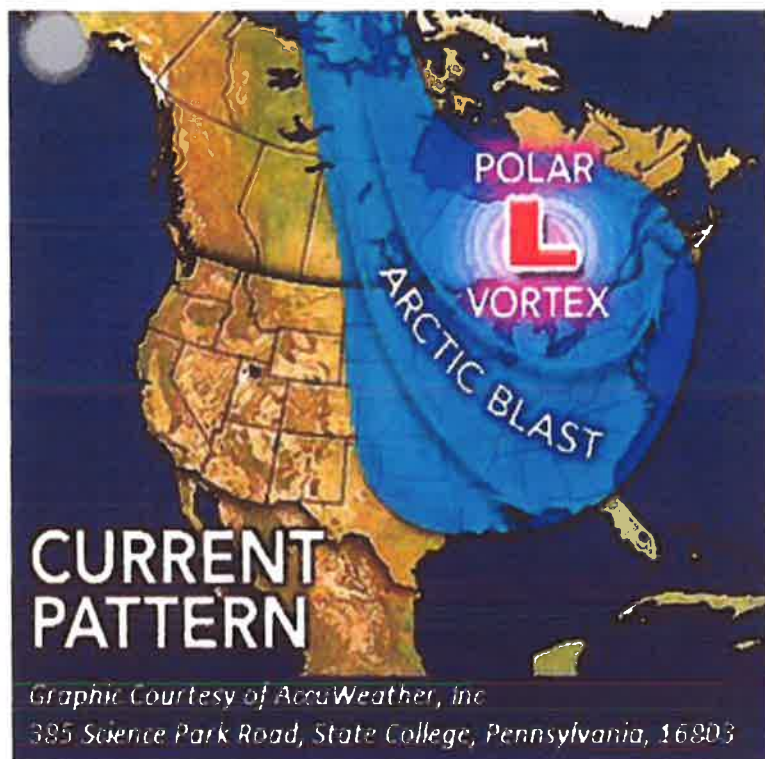 POLAR
L
VORTEX
ARCTIC BLAST
CURRENT
PATTERN
Graphic Courtesy of AccuWeather, Inc
385 Science Park Road, State College, Pennsylvania, 16803